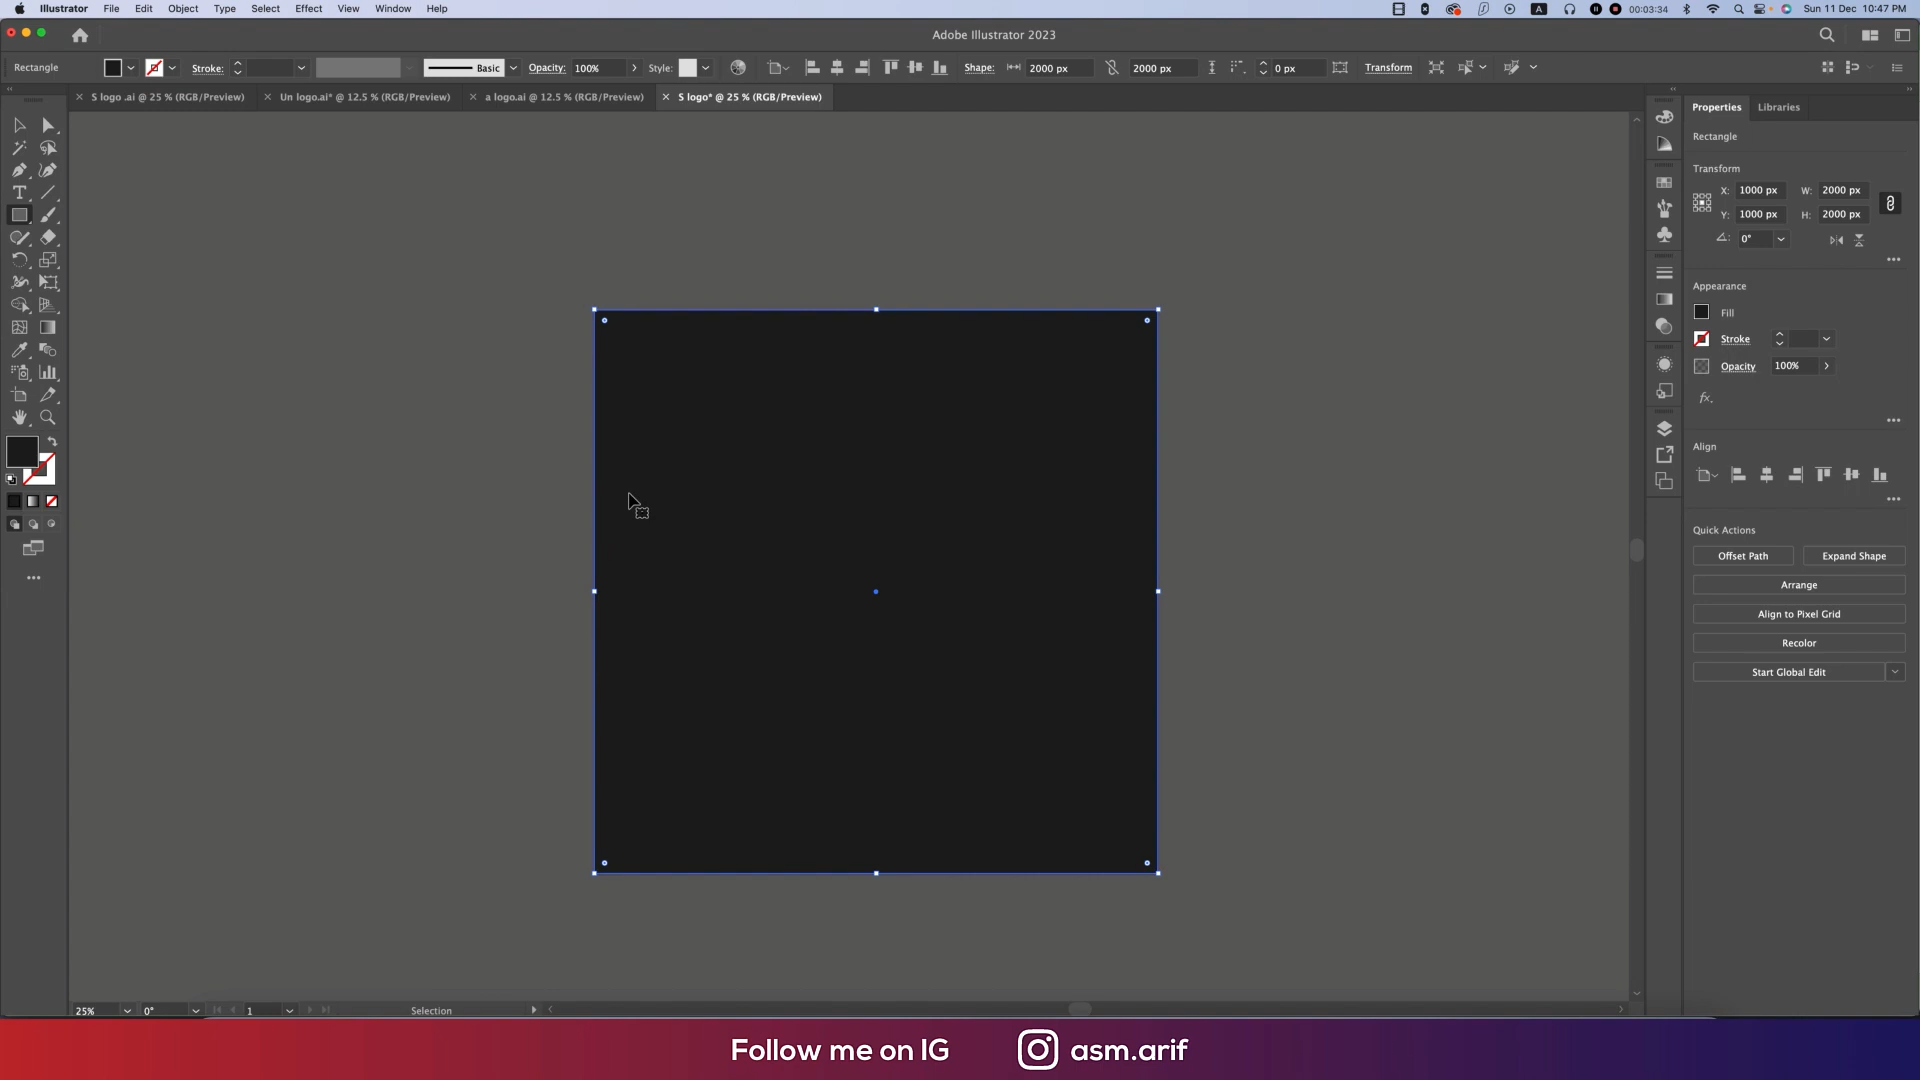 Illustrator File Edit Object Type Select Effect View Window Help
A 00:03:34 Sun 11 Dec 10:47 PM
Adobe Illustrator 2023
Rectangle Stroke: Basic Opacity: 100% Style: Shape: 2000 px 2000 px 0 px Transform
S logo .ai @ 25 % (RGB/Preview) Un logo.ai* @ 12.5 % (RGB/Preview) a logo.ai @ 12.5 % (RGB/Preview) S logo* @ 25 % (RGB/Preview)
Properties Libraries
Rectangle
Transform
X: 1000 px W: 2000 px
Y: 1000 px H: 2000 px
0°
Appearance
Fill
Stroke
Opacity 100%
fx.
Align
Quick Actions
Offset Path Expand Shape
Arrange
Align to Pixel Grid
Recolor
Start Global Edit
25% 0° 1 Selection
Follow me on IG asm.arif